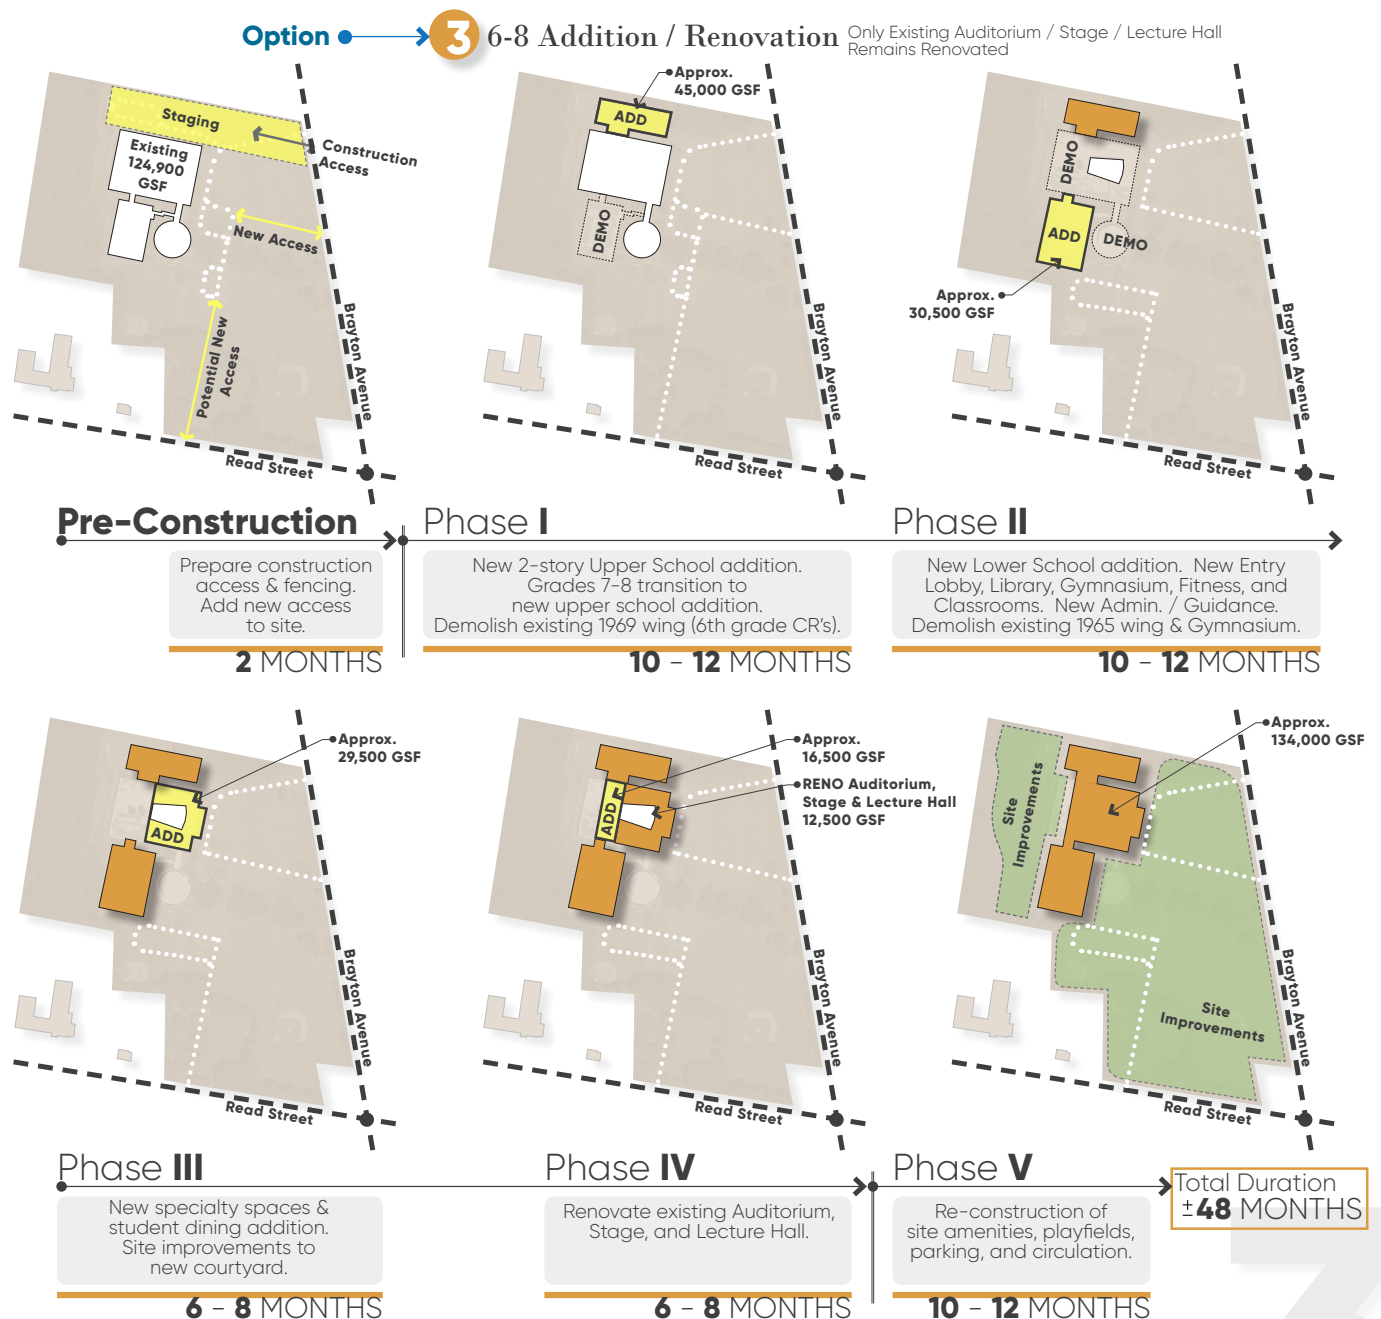 Option 3 6-8 Addition / Renovation
Only Existing Auditorium / Stage / Lecture Hall
Remains Renovated
Staging
Construction
Access
Existing
124,900
GSF
New Access
Potential New
Access
Brayton Avenue
Read Street
Approx.
45,000 GSF
ADD
DEMO
Brayton Avenue
Read Street
DEMO
ADD
DEMO
Approx.
30,500 GSF
Brayton Avenue
Read Street
Pre-Construction
Prepare construction
access & fencing.
Add new access
to site.
2 MONTHS
Phase I
New 2-story Upper School addition.
Grades 7-8 transition to
new upper school addition.
Demolish existing 1969 wing (6th grade CR's).
10 - 12 MONTHS
Phase II
New Lower School addition. New Entry
Lobby, Library, Gymnasium, Fitness, and
Classrooms. New Admin. / Guidance.
Demolish existing 1965 wing & Gymnasium.
10 - 12 MONTHS
Approx.
29,500 GSF
ADD
Brayton Avenue
Read Street
Approx.
16,500 GSF
RENO Auditorium,
Stage & Lecture Hall
12,500 GSF
ADD
Brayton Avenue
Read Street
Approx.
134,000 GSF
Site
Improvements
Site
Improvements
Brayton Avenue
Read Street
Phase III
New specialty spaces &
student dining addition.
Site improvements to
new courtyard.
6 - 8 MONTHS
Phase IV
Renovate existing Auditorium,
Stage, and Lecture Hall.
6 - 8 MONTHS
Phase V
Re-construction of
site amenities, playfields,
parking, and circulation.
10 - 12 MONTHS
Total Duration
±48 MONTHS
3